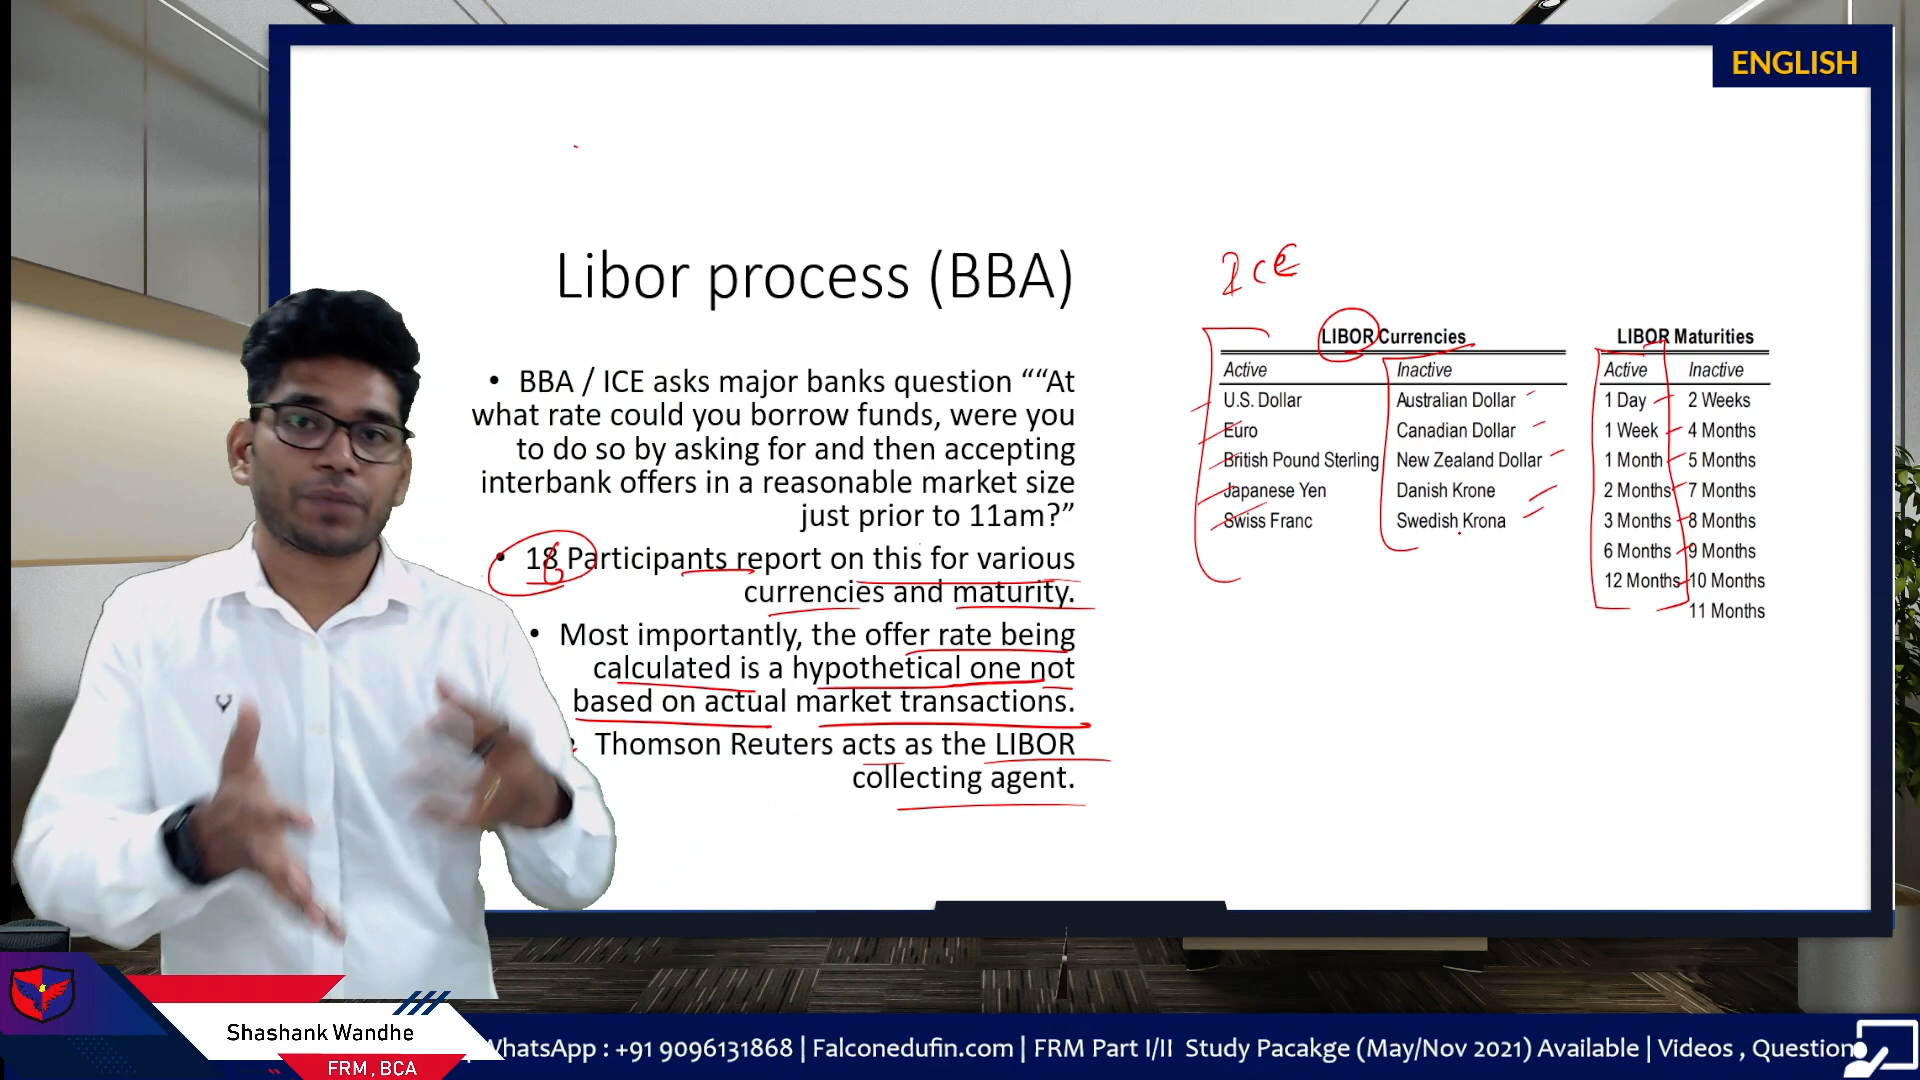 ENGLISH
Libor process (BBA)
• BBA / ICE asks major banks question ““At
what rate could you borrow funds, were you
to do so by asking for and then accepting
interbank offers in a reasonable market size
just prior to 11am?”
• 18 Participants report on this for various
currencies and maturity.
• Most importantly, the offer rate being
calculated is a hypothetical one not
based on actual market transactions.
• Thomson Reuters acts as the LIBOR
collecting agent.
ICE
LIBOR Currencies
Active Inactive
U.S. Dollar Australian Dollar
Euro Canadian Dollar
British Pound Sterling New Zealand Dollar
Japanese Yen Danish Krone
Swiss Franc Swedish Krona
LIBOR Maturities
Active Inactive
1 Day 2 Weeks
1 Week 4 Months
1 Month 5 Months
2 Months 7 Months
3 Months 8 Months
6 Months 9 Months
12 Months 10 Months
11 Months
6
Shashank Wandhe
FRM, BCA
WhatsApp : +91 9096131868 | Falconedufin.com | FRM Part I/II Study Pacakge (May/Nov 2021) Available | Videos , Question